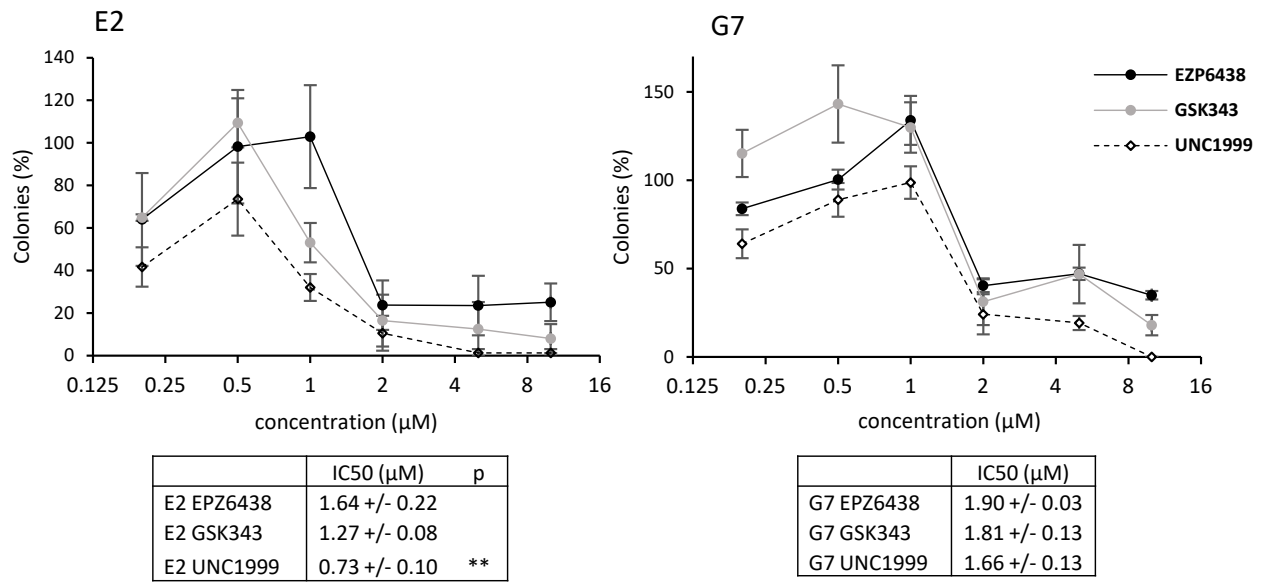 E2
140
120
100
80
60
40
20
0
Colonies (%)
0.125 0.25 0.5 1 2 4 8 16
concentration (µM)
IC50 (µM) p
E2 EPZ6438 1.64 +/- 0.22
E2 GSK343 1.27 +/- 0.08
E2 UNC1999 0.73 +/- 0.10 **
G7
150
100
50
0
Colonies (%)
0.125 0.25 0.5 1 2 4 8 16
concentration (µM)
EZP6438
GSK343
UNC1999
IC50 (µM)
G7 EPZ6438 1.90 +/- 0.03
G7 GSK343 1.81 +/- 0.13
G7 UNC1999 1.66 +/- 0.13